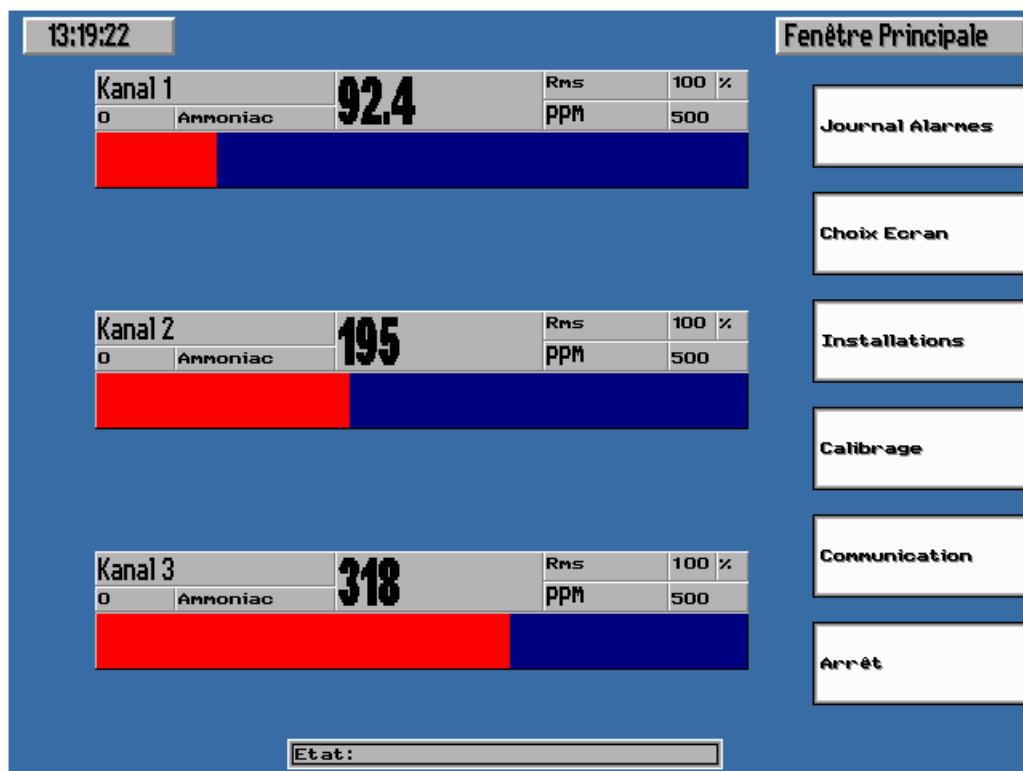 13:19:22
Fenêtre Principale
Kanal 1
92.4
Rms
100 %
0
Ammoniac
PPM
500
Kanal 2
195
Rms
100 %
0
Ammoniac
PPM
500
Kanal 3
318
Rms
100 %
0
Ammoniac
PPM
500
Journal Alarmes
Choix Ecran
Installations
Calibrage
Communication
Arrêt
Etat: